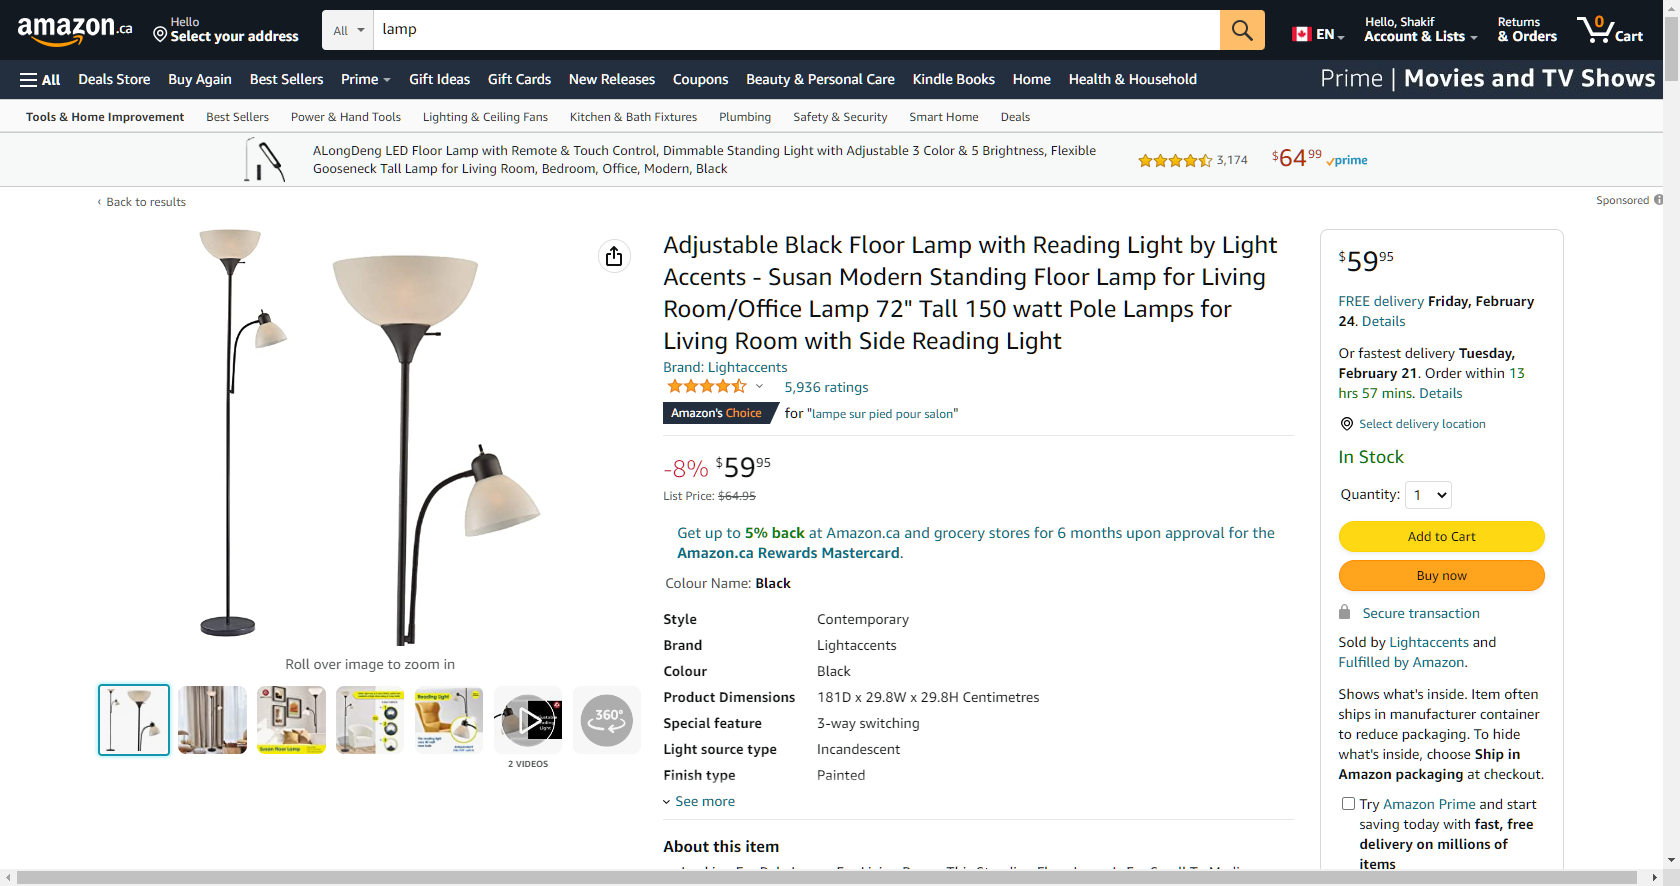 amazon.ca
Hello
Select your address
All
lamp
EN
Hello, Shakif
Account & Lists
Returns
& Orders
0
Cart
All
Deals Store
Buy Again
Best Sellers
Prime
Gift Ideas
Gift Cards
New Releases
Coupons
Beauty & Personal Care
Kindle Books
Home
Health & Household
Prime | Movies and TV Shows
Tools & Home Improvement
Best Sellers
Power & Hand Tools
Lighting & Ceiling Fans
Kitchen & Bath Fixtures
Plumbing
Safety & Security
Smart Home
Deals
ALongDeng LED Floor Lamp with Remote & Touch Control, Dimmable Standing Light with Adjustable 3 Color & 5 Brightness, Flexible
Gooseneck Tall Lamp for Living Room, Bedroom, Office, Modern, Black
3,174
$64 99
prime
‹ Back to results
Sponsored
Roll over image to zoom in
Susan Floor Lamp
Reading Light
360°
2 VIDEOS
Adjustable Black Floor Lamp with Reading Light by Light
Accents - Susan Modern Standing Floor Lamp for Living
Room/Office Lamp 72" Tall 150 watt Pole Lamps for
Living Room with Side Reading Light
Brand: Lightaccents
5,936 ratings
Amazon's Choice
for "lampe sur pied pour salon"
-8% $59 95
List Price: $64.95
Get up to 5% back at Amazon.ca and grocery stores for 6 months upon approval for the
Amazon.ca Rewards Mastercard.
Colour Name: Black
Style Contemporary
Brand Lightaccents
Colour Black
Product Dimensions 181D x 29.8W x 29.8H Centimetres
Special feature 3-way switching
Light source type Incandescent
Finish type Painted
See more
About this item
$59 95
FREE delivery Friday, February
24. Details
Or fastest delivery Tuesday,
February 21. Order within 13
hrs 57 mins. Details
Select delivery location
In Stock
Quantity: 1
Add to Cart
Buy now
Secure transaction
Sold by Lightaccents and
Fulfilled by Amazon.
Shows what's inside. Item often
ships in manufacturer container
to reduce packaging. To hide
what's inside, choose Ship in
Amazon packaging at checkout.
Try Amazon Prime and start
saving today with fast, free
delivery on millions of
items